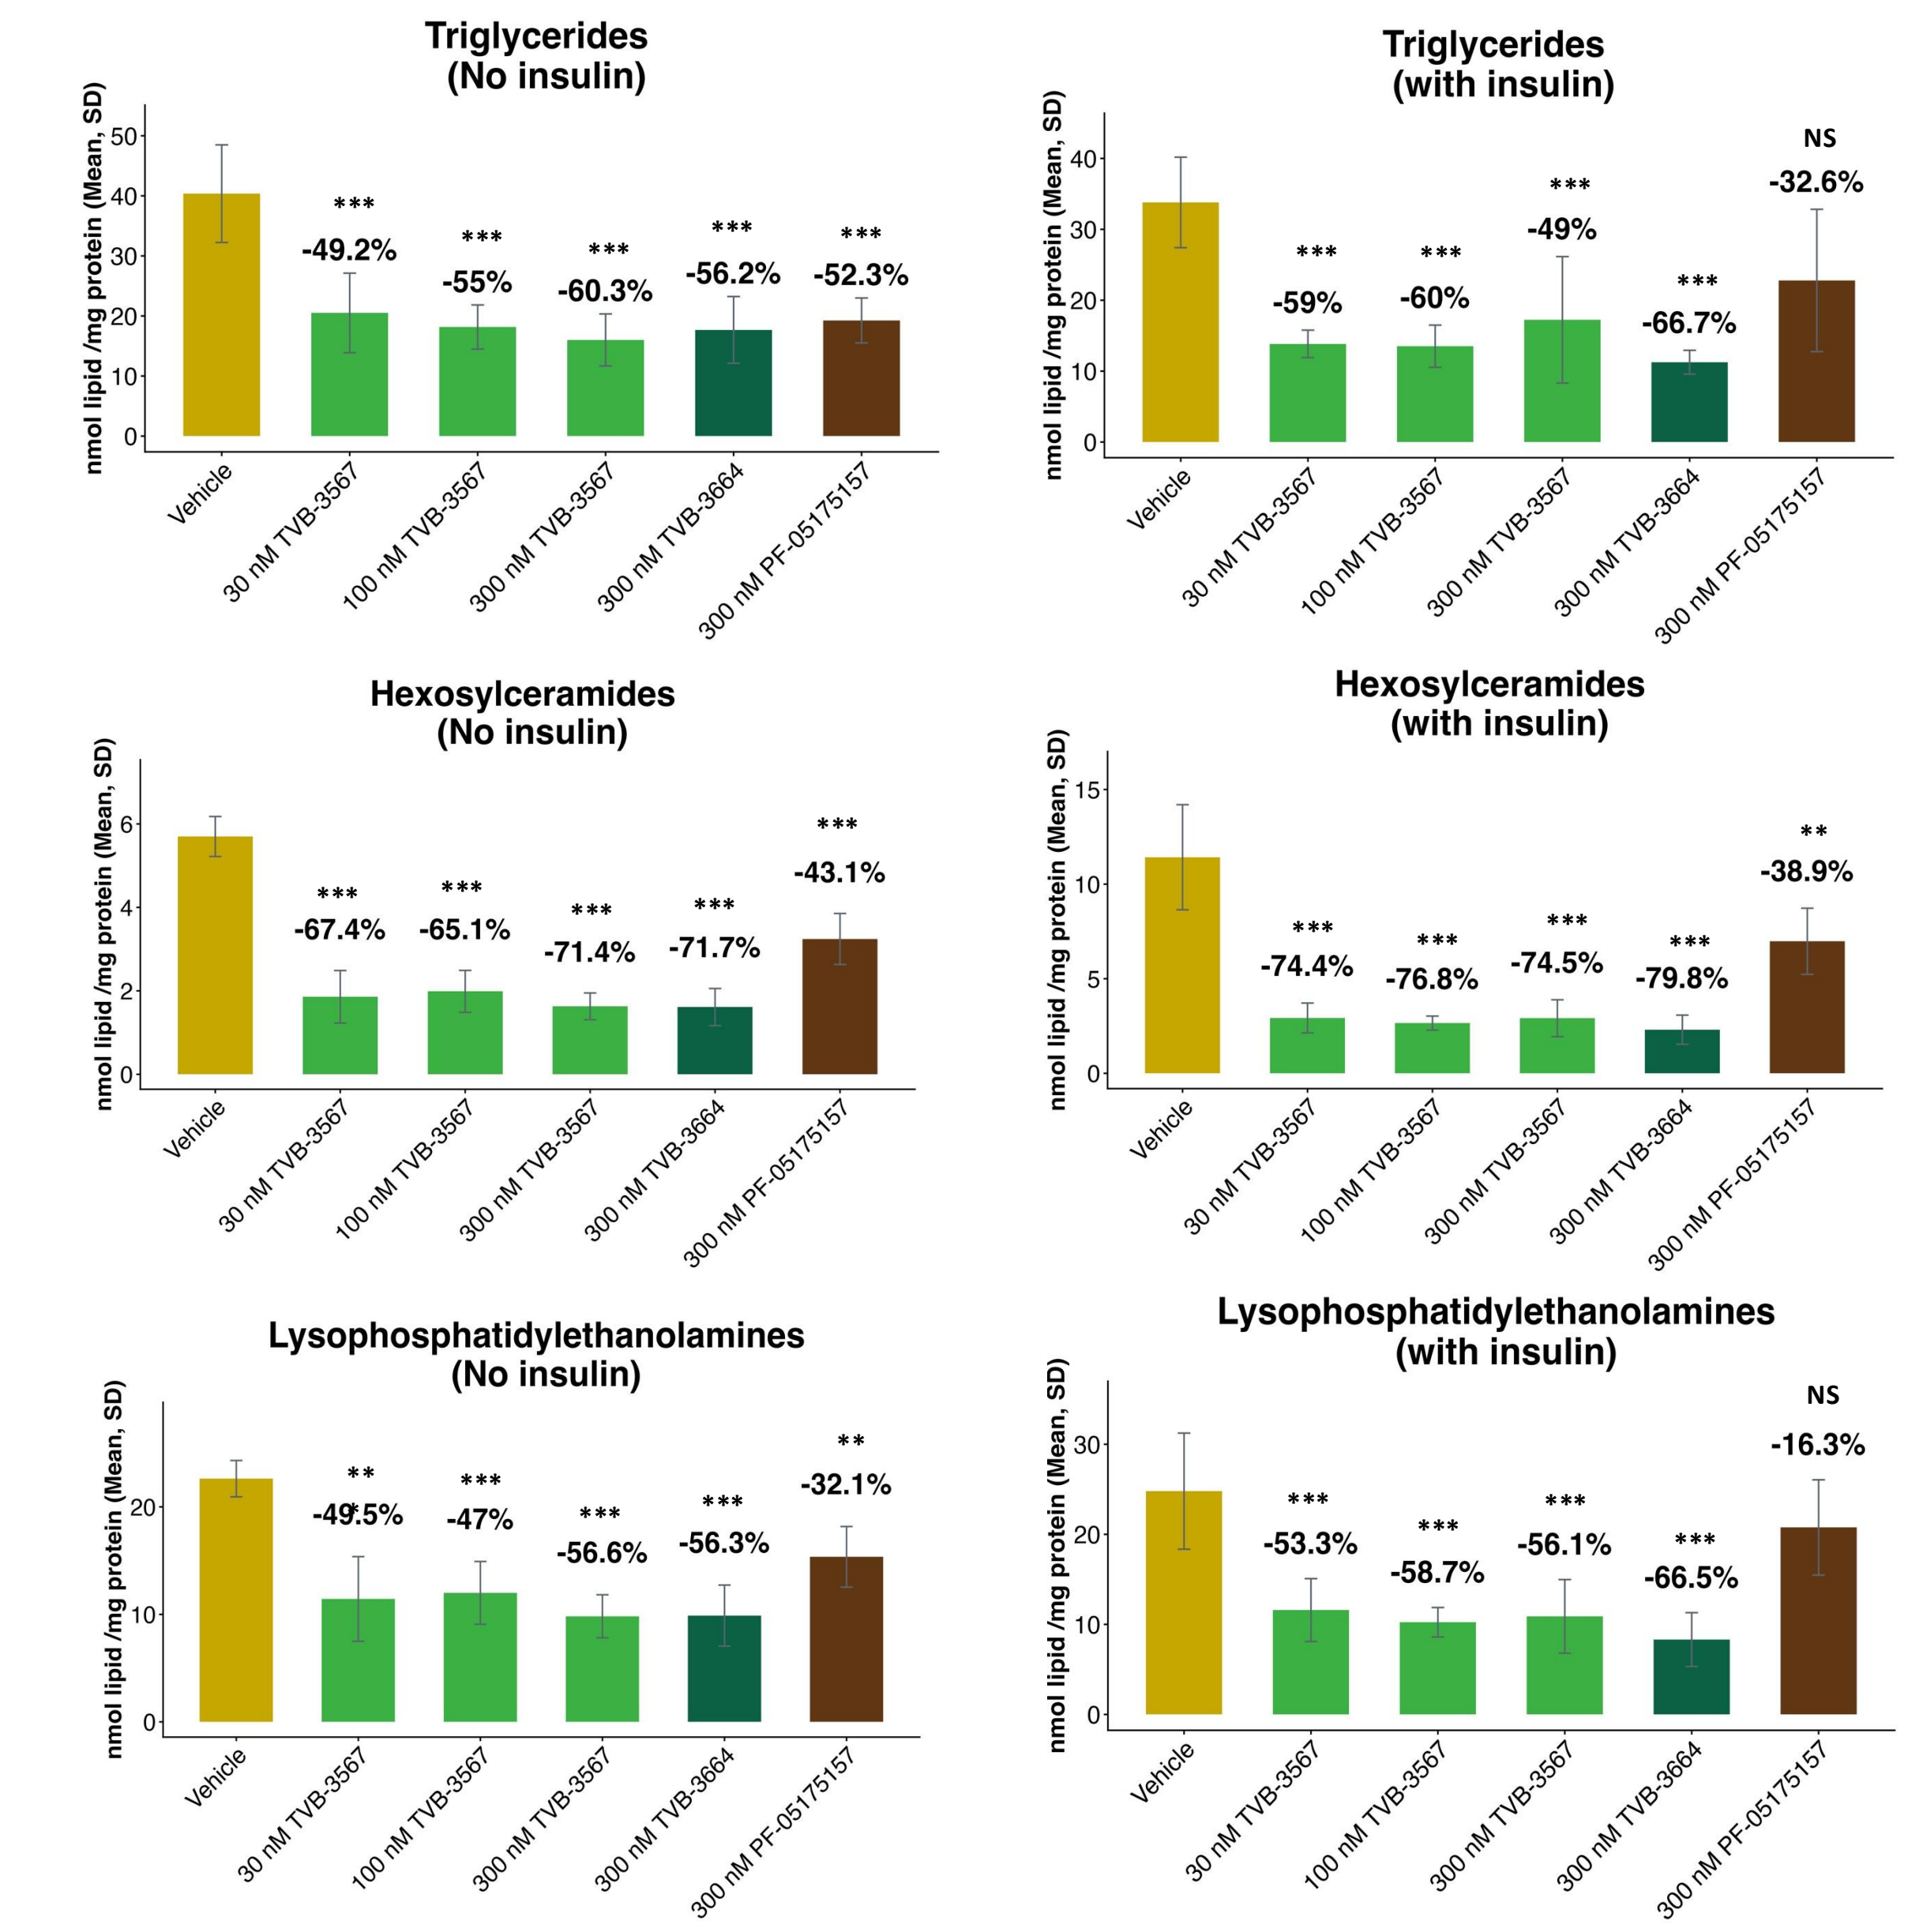 Triglycerides
(No insulin)
nmol lipid /mg protein (Mean, SD)
50
40
30
20
10
0
***
-49.2%
***
-55%
***
-60.3%
***
-56.2%
***
-52.3%
Vehicle
30 nM TVB-3567
100 nM TVB-3567
300 nM TVB-3567
300 nM TVB-3664
300 nM PF-05175157
Triglycerides
(with insulin)
nmol lipid /mg protein (Mean, SD)
40
30
20
10
0
***
-59%
***
-60%
***
-49%
***
-66.7%
NS
-32.6%
Vehicle
30 nM TVB-3567
100 nM TVB-3567
300 nM TVB-3567
300 nM TVB-3664
300 nM PF-05175157
Hexosylceramides
(No insulin)
nmol lipid /mg protein (Mean, SD)
6
4
2
0
***
-67.4%
***
-65.1%
***
-71.4%
***
-71.7%
***
-43.1%
Vehicle
30 nM TVB-3567
100 nM TVB-3567
300 nM TVB-3567
300 nM TVB-3664
300 nM PF-05175157
Hexosylceramides
(with insulin)
nmol lipid /mg protein (Mean, SD)
15
10
5
0
***
-74.4%
***
-76.8%
***
-74.5%
***
-79.8%
**
-38.9%
Vehicle
30 nM TVB-3567
100 nM TVB-3567
300 nM TVB-3567
300 nM TVB-3664
300 nM PF-05175157
Lysophosphatidylethanolamines
(No insulin)
nmol lipid /mg protein (Mean, SD)
20
10
0
**
*
-49.5%
***
-47%
***
-56.6%
***
-56.3%
**
-32.1%
Vehicle
30 nM TVB-3567
100 nM TVB-3567
300 nM TVB-3567
300 nM TVB-3664
300 nM PF-05175157
Lysophosphatidylethanolamines
(with insulin)
nmol lipid /mg protein (Mean, SD)
30
20
10
0
***
-53.3%
***
-58.7%
***
-56.1%
***
-66.5%
NS
-16.3%
Vehicle
30 nM TVB-3567
100 nM TVB-3567
300 nM TVB-3567
300 nM TVB-3664
300 nM PF-05175157